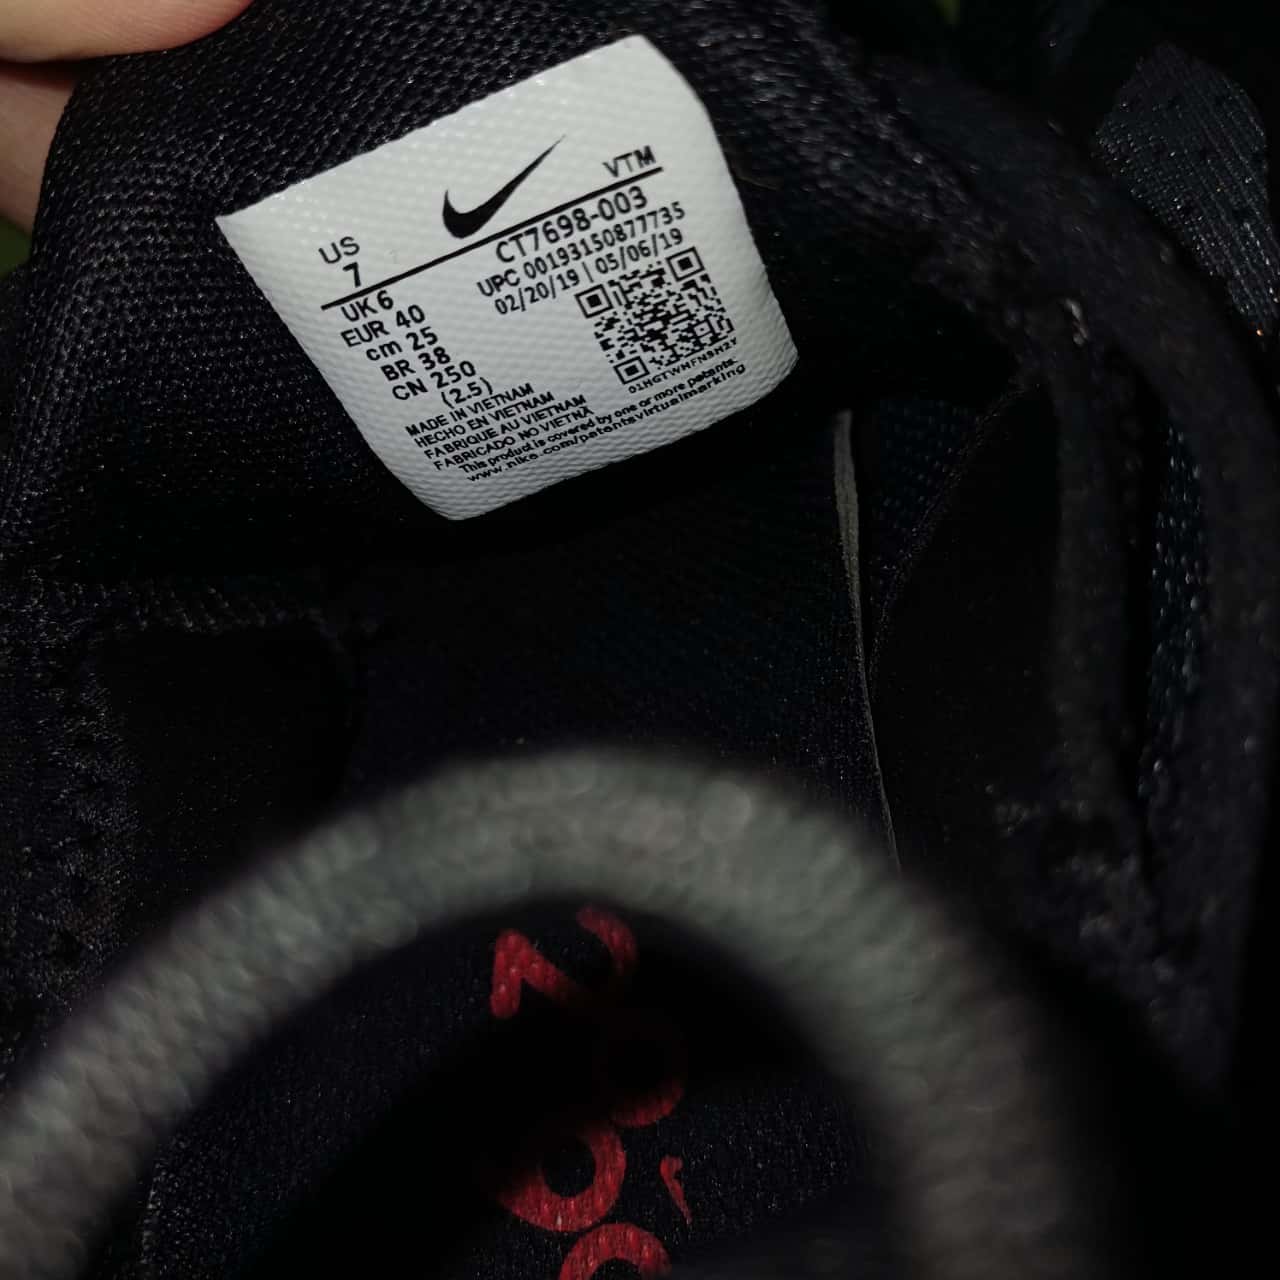 VTM
US
7
UK 6
EUR 40
cm 25
BR 38
CN 250
(2.5)
CT7698-003
UPC 00193150877735
02/20/19 | 05/06/19
01HGTWHFN9H2Y
MADE IN VIETNAM
HECHO EN VIETNAM
FABRIQUE AU VIETNAM
FABRICADO NO VIETNÃ
This product is covered by one or more patents.
www.nike.com/patentsvirtualmarking